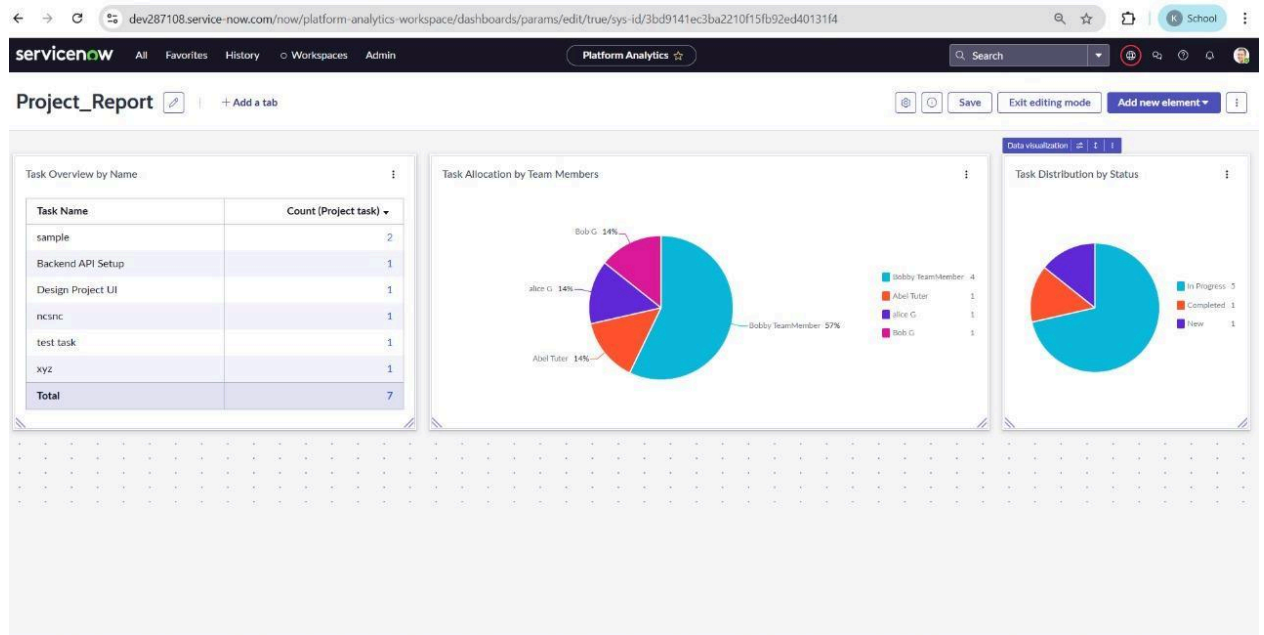 dev287108.service-now.com/now/platform-analytics-workspace/dashboards/params/edit/true/sys-id/3bd9141ec3ba2210f15fb92ed40131f4
K School
servicenow All Favorites History Workspaces Admin Platform Analytics Search
Project_Report + Add a tab Save Exit editing mode Add new element
Data visualization
Task Overview by Name
Task Name Count (Project task)
sample 2
Backend API Setup 1
Design Project UI 1
ncsnc 1
test task 1
xyz 1
Total 7
Task Allocation by Team Members
Bob G 14%
alice G 14%
Abel Tuter 14%
Bobby TeamMember 57%
Bobby TeamMember 4
Abel Tuter 1
alice G 1
Bob G 1
Task Distribution by Status
In Progress 5
Completed 1
New 1